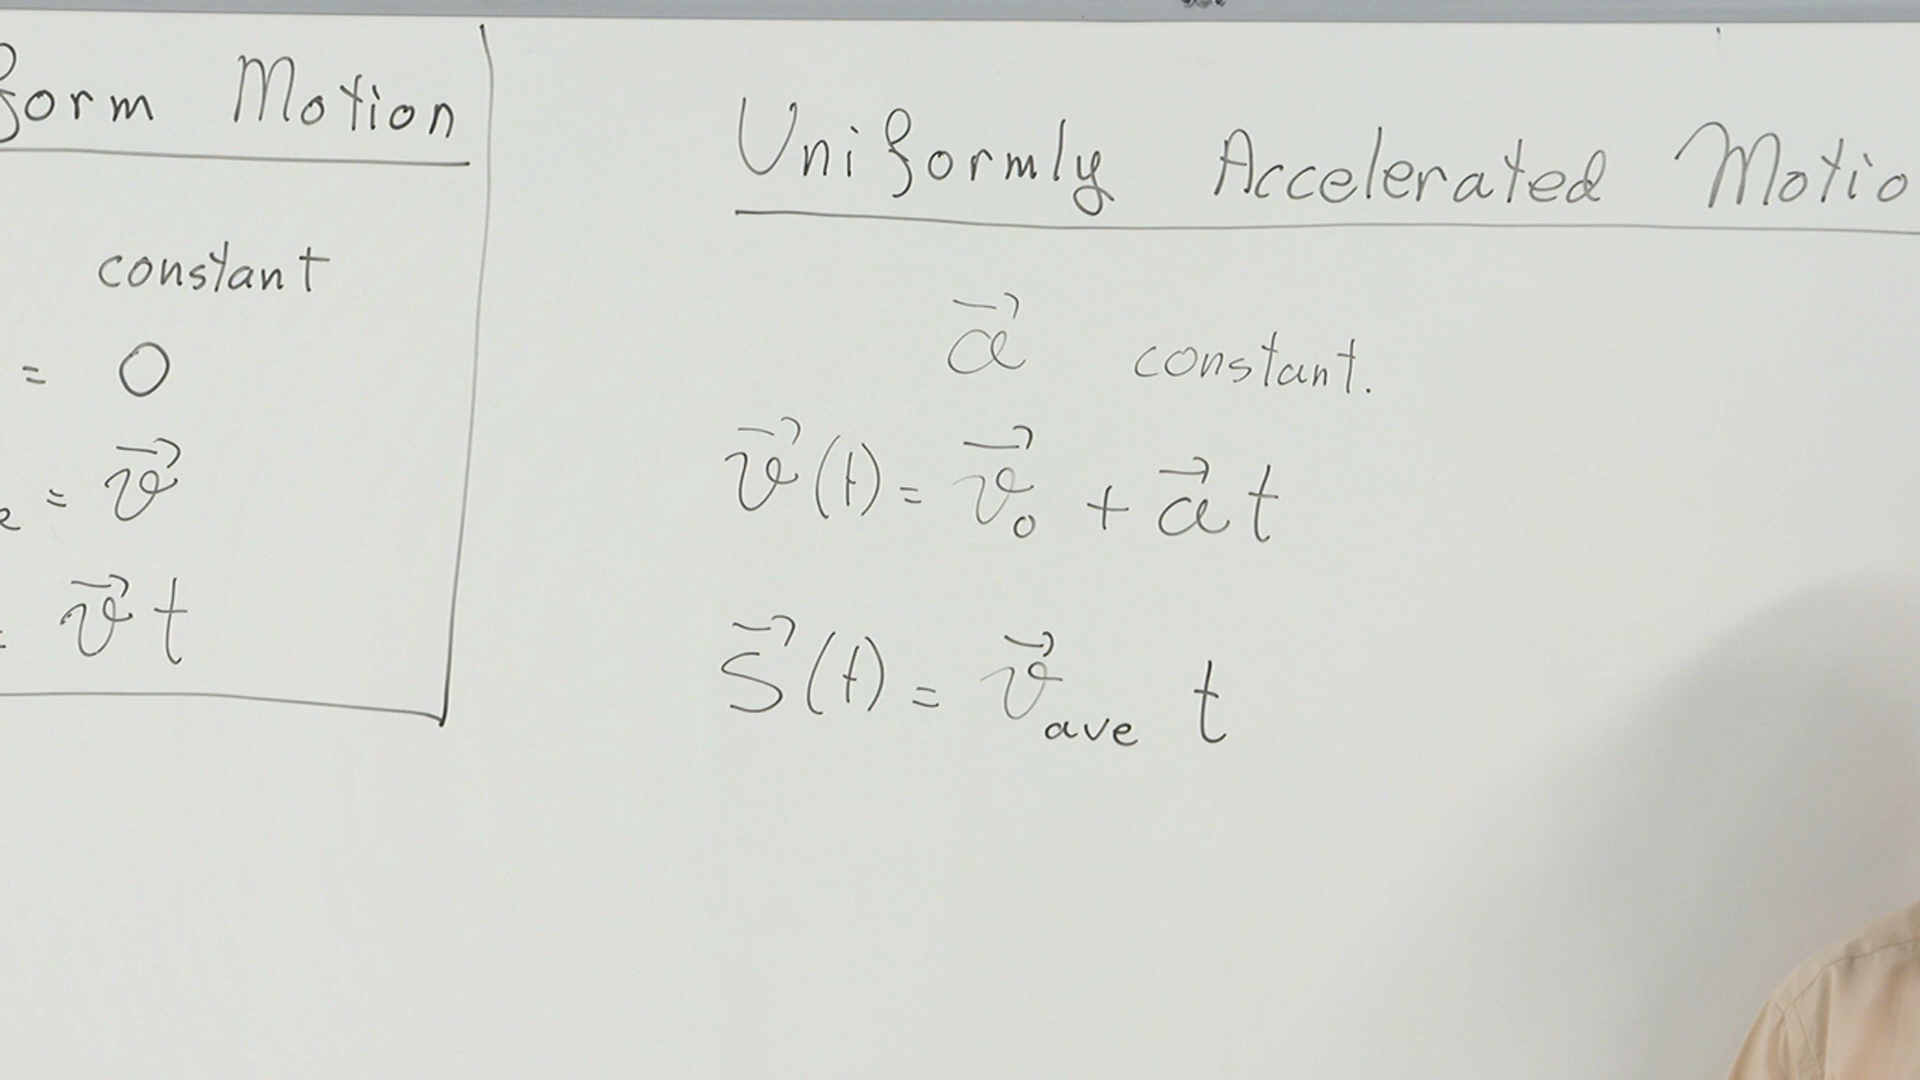 form Motion
constant
= 0
= v⃗
v⃗ t
Uniformly Accelerated Motio
a⃗ constant.
v⃗(t) = v⃗₀ + a⃗ t
s⃗(t) = v⃗ave t